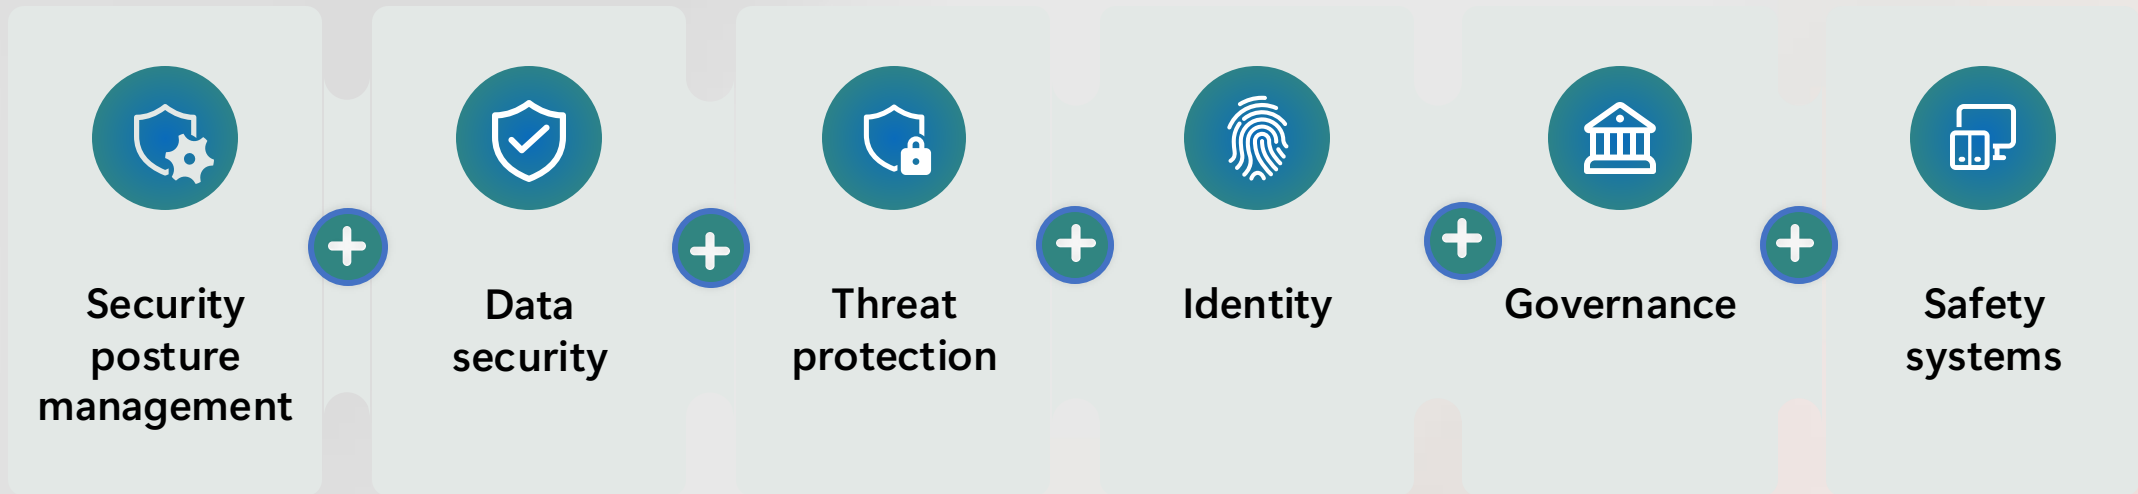 Security
posture
management
Data
security
Threat
protection
Identity
Governance
Safety
systems